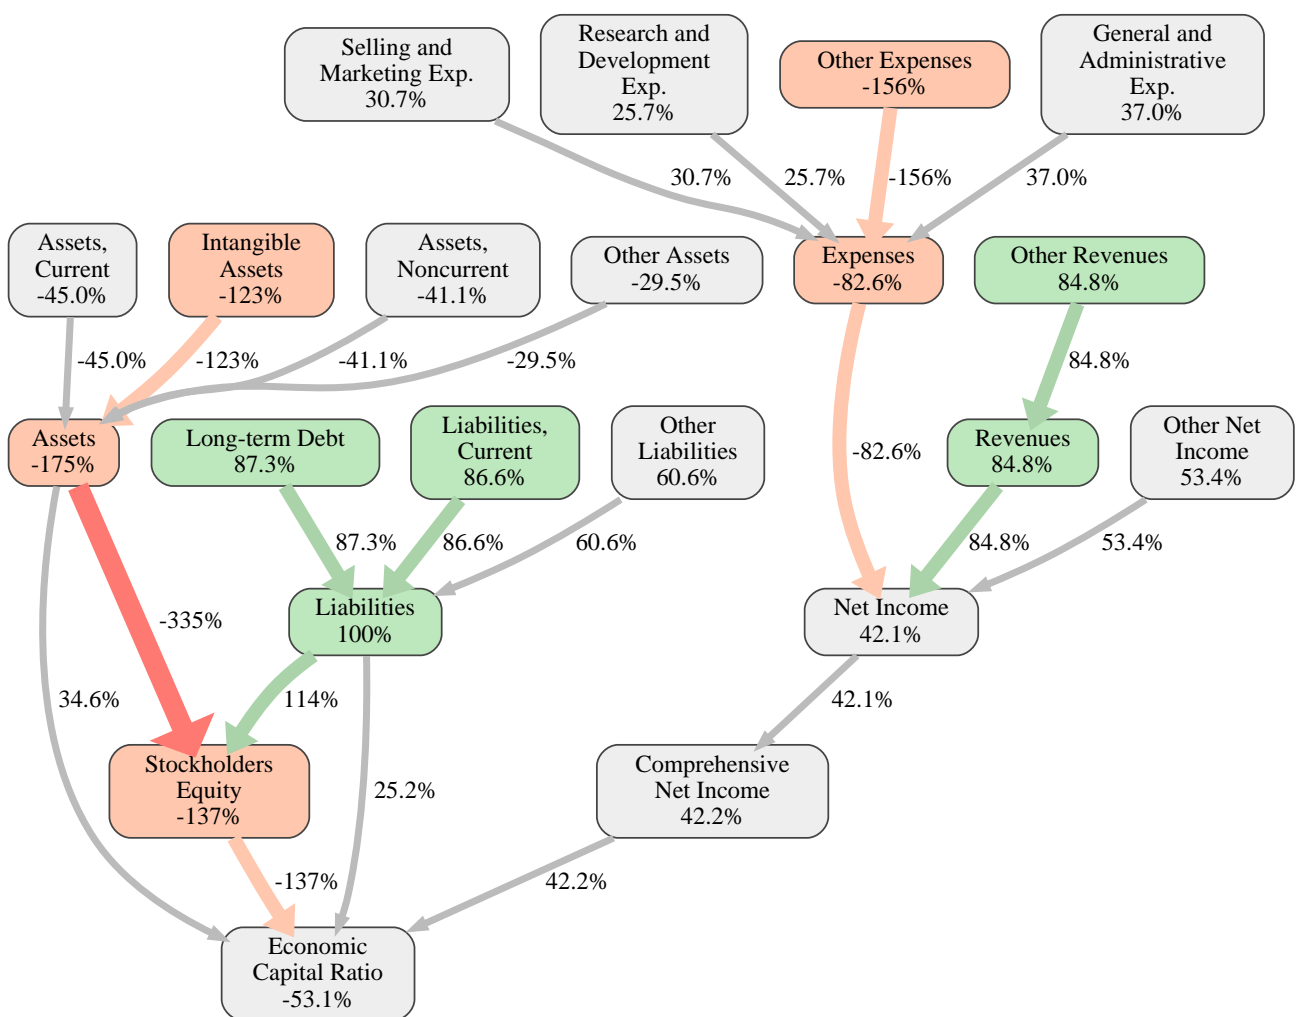 Selling and
Marketing Exp.
30.7%
Research and
Development
Exp.
25.7%
Other Expenses
-156%
General and
Administrative
Exp.
37.0%
30.7%
25.7%
-156%
37.0%
Assets,
Current
-45.0%
Intangible
Assets
-123%
Assets,
Noncurrent
-41.1%
Other Assets
-29.5%
Expenses
-82.6%
Other Revenues
84.8%
-45.0%
-123%
-41.1%
-29.5%
84.8%
Assets
-175%
Long-term Debt
87.3%
Liabilities,
Current
86.6%
Other
Liabilities
60.6%
-82.6%
Revenues
84.8%
Other Net
Income
53.4%
87.3%
86.6%
60.6%
84.8%
53.4%
-335%
Liabilities
100%
Net Income
42.1%
34.6%
114%
42.1%
Stockholders
Equity
-137%
25.2%
Comprehensive
Net Income
42.2%
-137%
42.2%
Economic
Capital Ratio
-53.1%